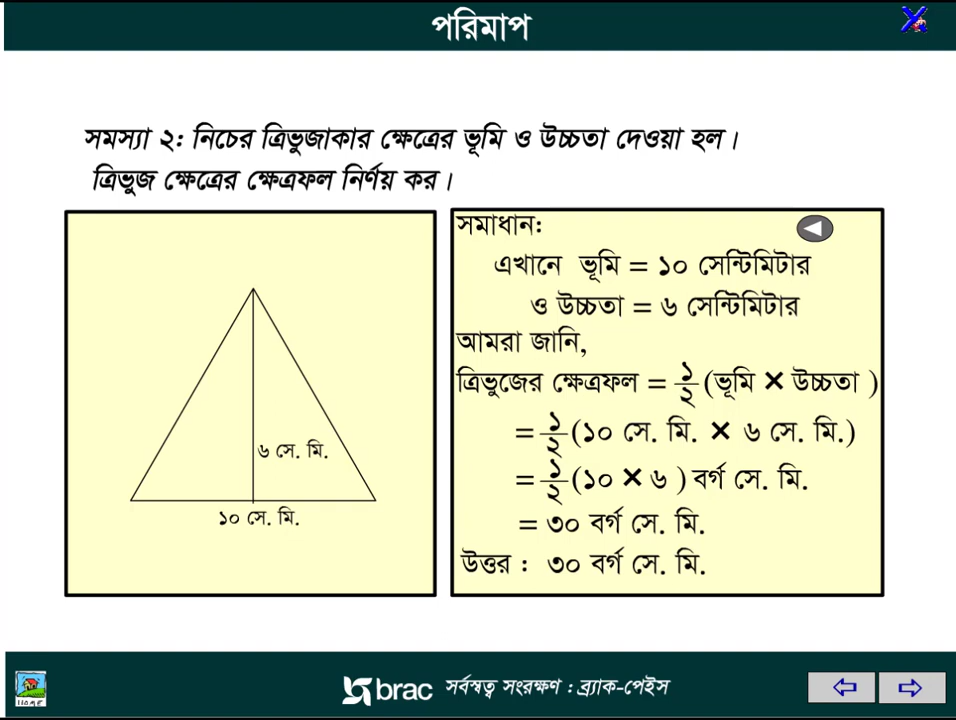 পরিমাপ
সমস্যা ২: নিচের ত্রিভুজাকার ক্ষেত্রের ভূমি ও উচ্চতা দেওয়া হল।
ত্রিভুজ ক্ষেত্রের ক্ষেত্রফল নির্ণয় কর।
৬ সে. মি.
১০ সে. মি.
সমাধান:
এখানে ভূমি = ১০ সেন্টিমিটার
ও উচ্চতা = ৬ সেন্টিমিটার
আমরা জানি,
ত্রিভুজের ক্ষেত্রফল = ১/২ (ভূমি × উচ্চতা )
= ১/২ (১০ সে. মি. × ৬ সে. মি.)
= ১/২ (১০ × ৬ ) বর্গ সে. মি.
= ৩০ বর্গ সে. মি.
উত্তর : ৩০ বর্গ সে. মি.
HOME
brac সর্বস্বত্ব সংরক্ষণ : ব্র্যাক-পেইস